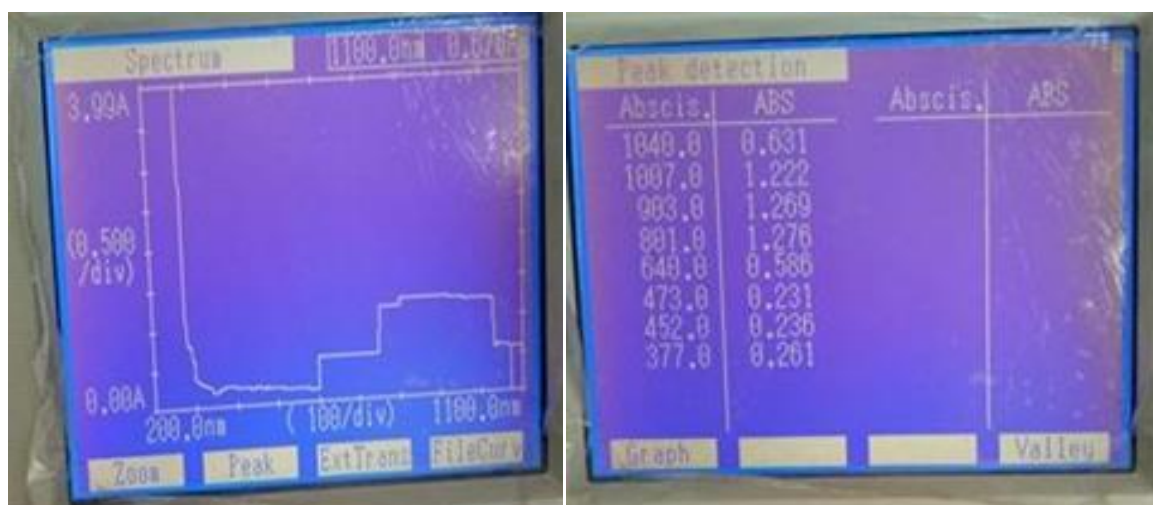 Spectrum 1100.0nm 0.670A
3.99A
(0.500
/div)
0.00A
200.0nm (100/div) 1100.0nm
Zoom Peak ExtTrans FileCurv
Peak detection
Abscis. ABS Abscis. ABS
1040.0 0.631
1007.0 1.222
903.0 1.269
801.0 1.276
640.0 0.586
473.0 0.231
452.0 0.236
377.0 0.261
Graph Valley